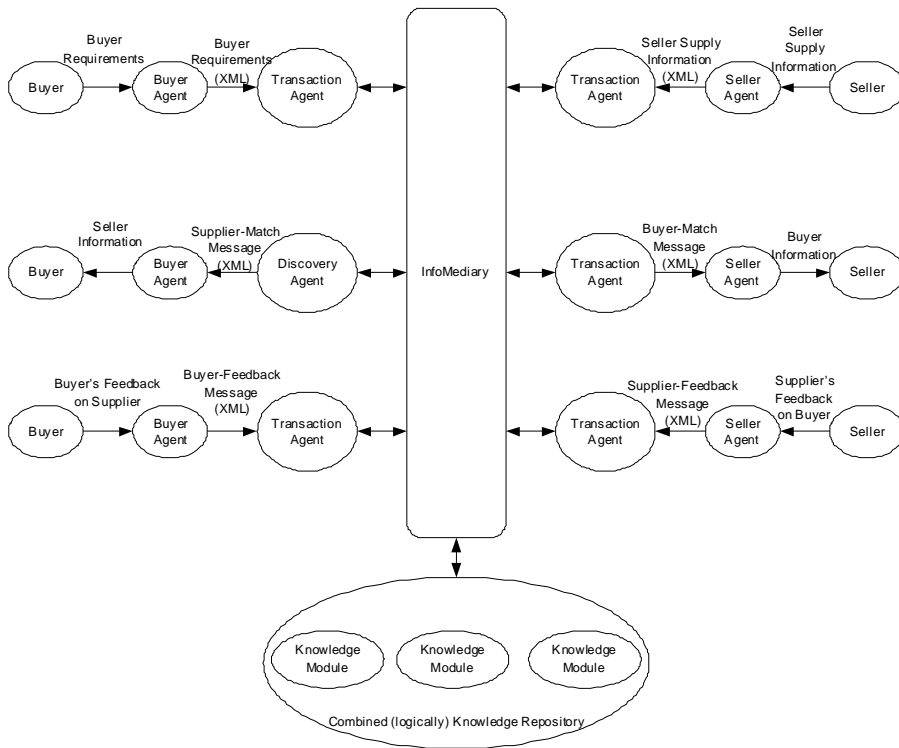 Buyer
Requirements
Buyer
Requirements
(XML)
Buyer
Buyer
Agent
Transaction
Agent
Transaction
Agent
Seller Supply
Information (XML)
Seller
Agent
Seller
Supply
Information
Seller
Seller
Information
Supplier-Match
Message
(XML)
Buyer
Buyer
Agent
Discovery
Agent
InfoMediary
Transaction
Agent
Buyer-Match
Message
(XML)
Seller
Agent
Buyer
Information
Seller
Buyer's Feedback
on Supplier
Buyer-Feedback
Message
(XML)
Buyer
Buyer
Agent
Transaction
Agent
Transaction
Agent
Supplier-Feedback
Message
(XML)
Seller
Agent
Supplier's
Feedback
on Buyer
Seller
Knowledge
Module
Knowledge
Module
Knowledge
Module
Combined (logically) Knowledge Repository